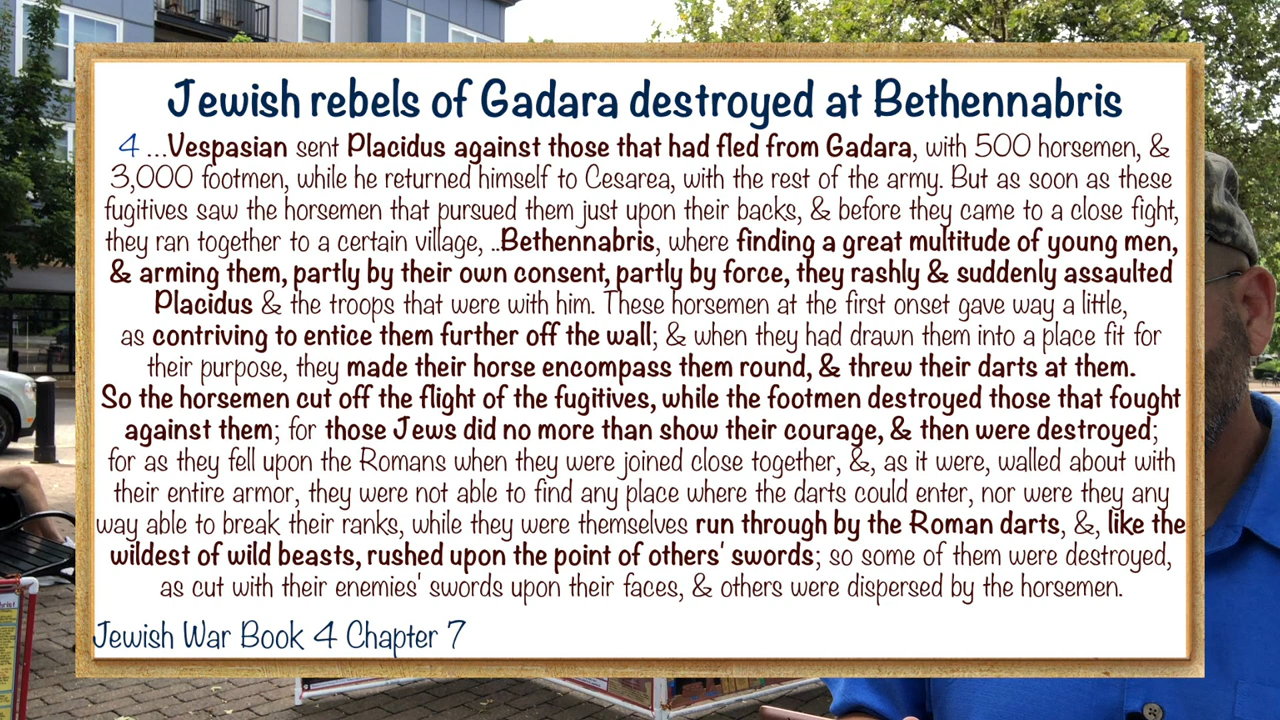 Jewish rebels of Gadara destroyed at Bethennabris
4 ...Vespasian sent Placidus against those that had fled from Gadara, with 500 horsemen, &
3,000 footmen, while he returned himself to Cesarea, with the rest of the army. But as soon as these
fugitives saw the horsemen that pursued them just upon their backs, & before they came to a close fight,
they ran together to a certain village, ..Bethennabris, where finding a great multitude of young men,
& arming them, partly by their own consent, partly by force, they rashly & suddenly assaulted
Placidus & the troops that were with him. These horsemen at the first onset gave way a little,
as contriving to entice them further off the wall; & when they had drawn them into a place fit for
their purpose, they made their horse encompass them round, & threw their darts at them.
So the horsemen cut off the flight of the fugitives, while the footmen destroyed those that fought
against them; for those Jews did no more than show their courage, & then were destroyed;
for as they fell upon the Romans when they were joined close together, &, as it were, walled about with
their entire armor, they were not able to find any place where the darts could enter, nor were they any
way able to break their ranks, while they were themselves run through by the Roman darts, &, like the
wildest of wild beasts, rushed upon the point of others' swords; so some of them were destroyed,
as cut with their enemies' swords upon their faces, & others were dispersed by the horsemen.
Jewish War Book 4 Chapter 7